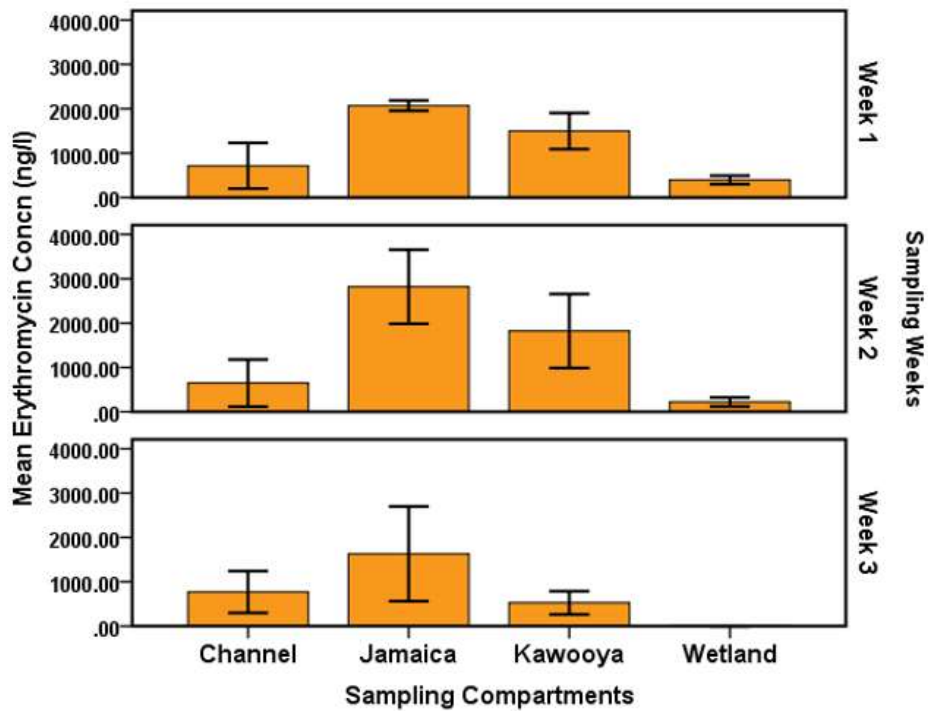 Mean Erythromycin Concn (ng/l)
4000.00
3000.00
2000.00
1000.00
.00
Week 1
4000.00
3000.00
2000.00
1000.00
.00
Week 2
Sampling Weeks
4000.00
3000.00
2000.00
1000.00
.00
Week 3
Channel Jamaica Kawooya Wetland
Sampling Compartments